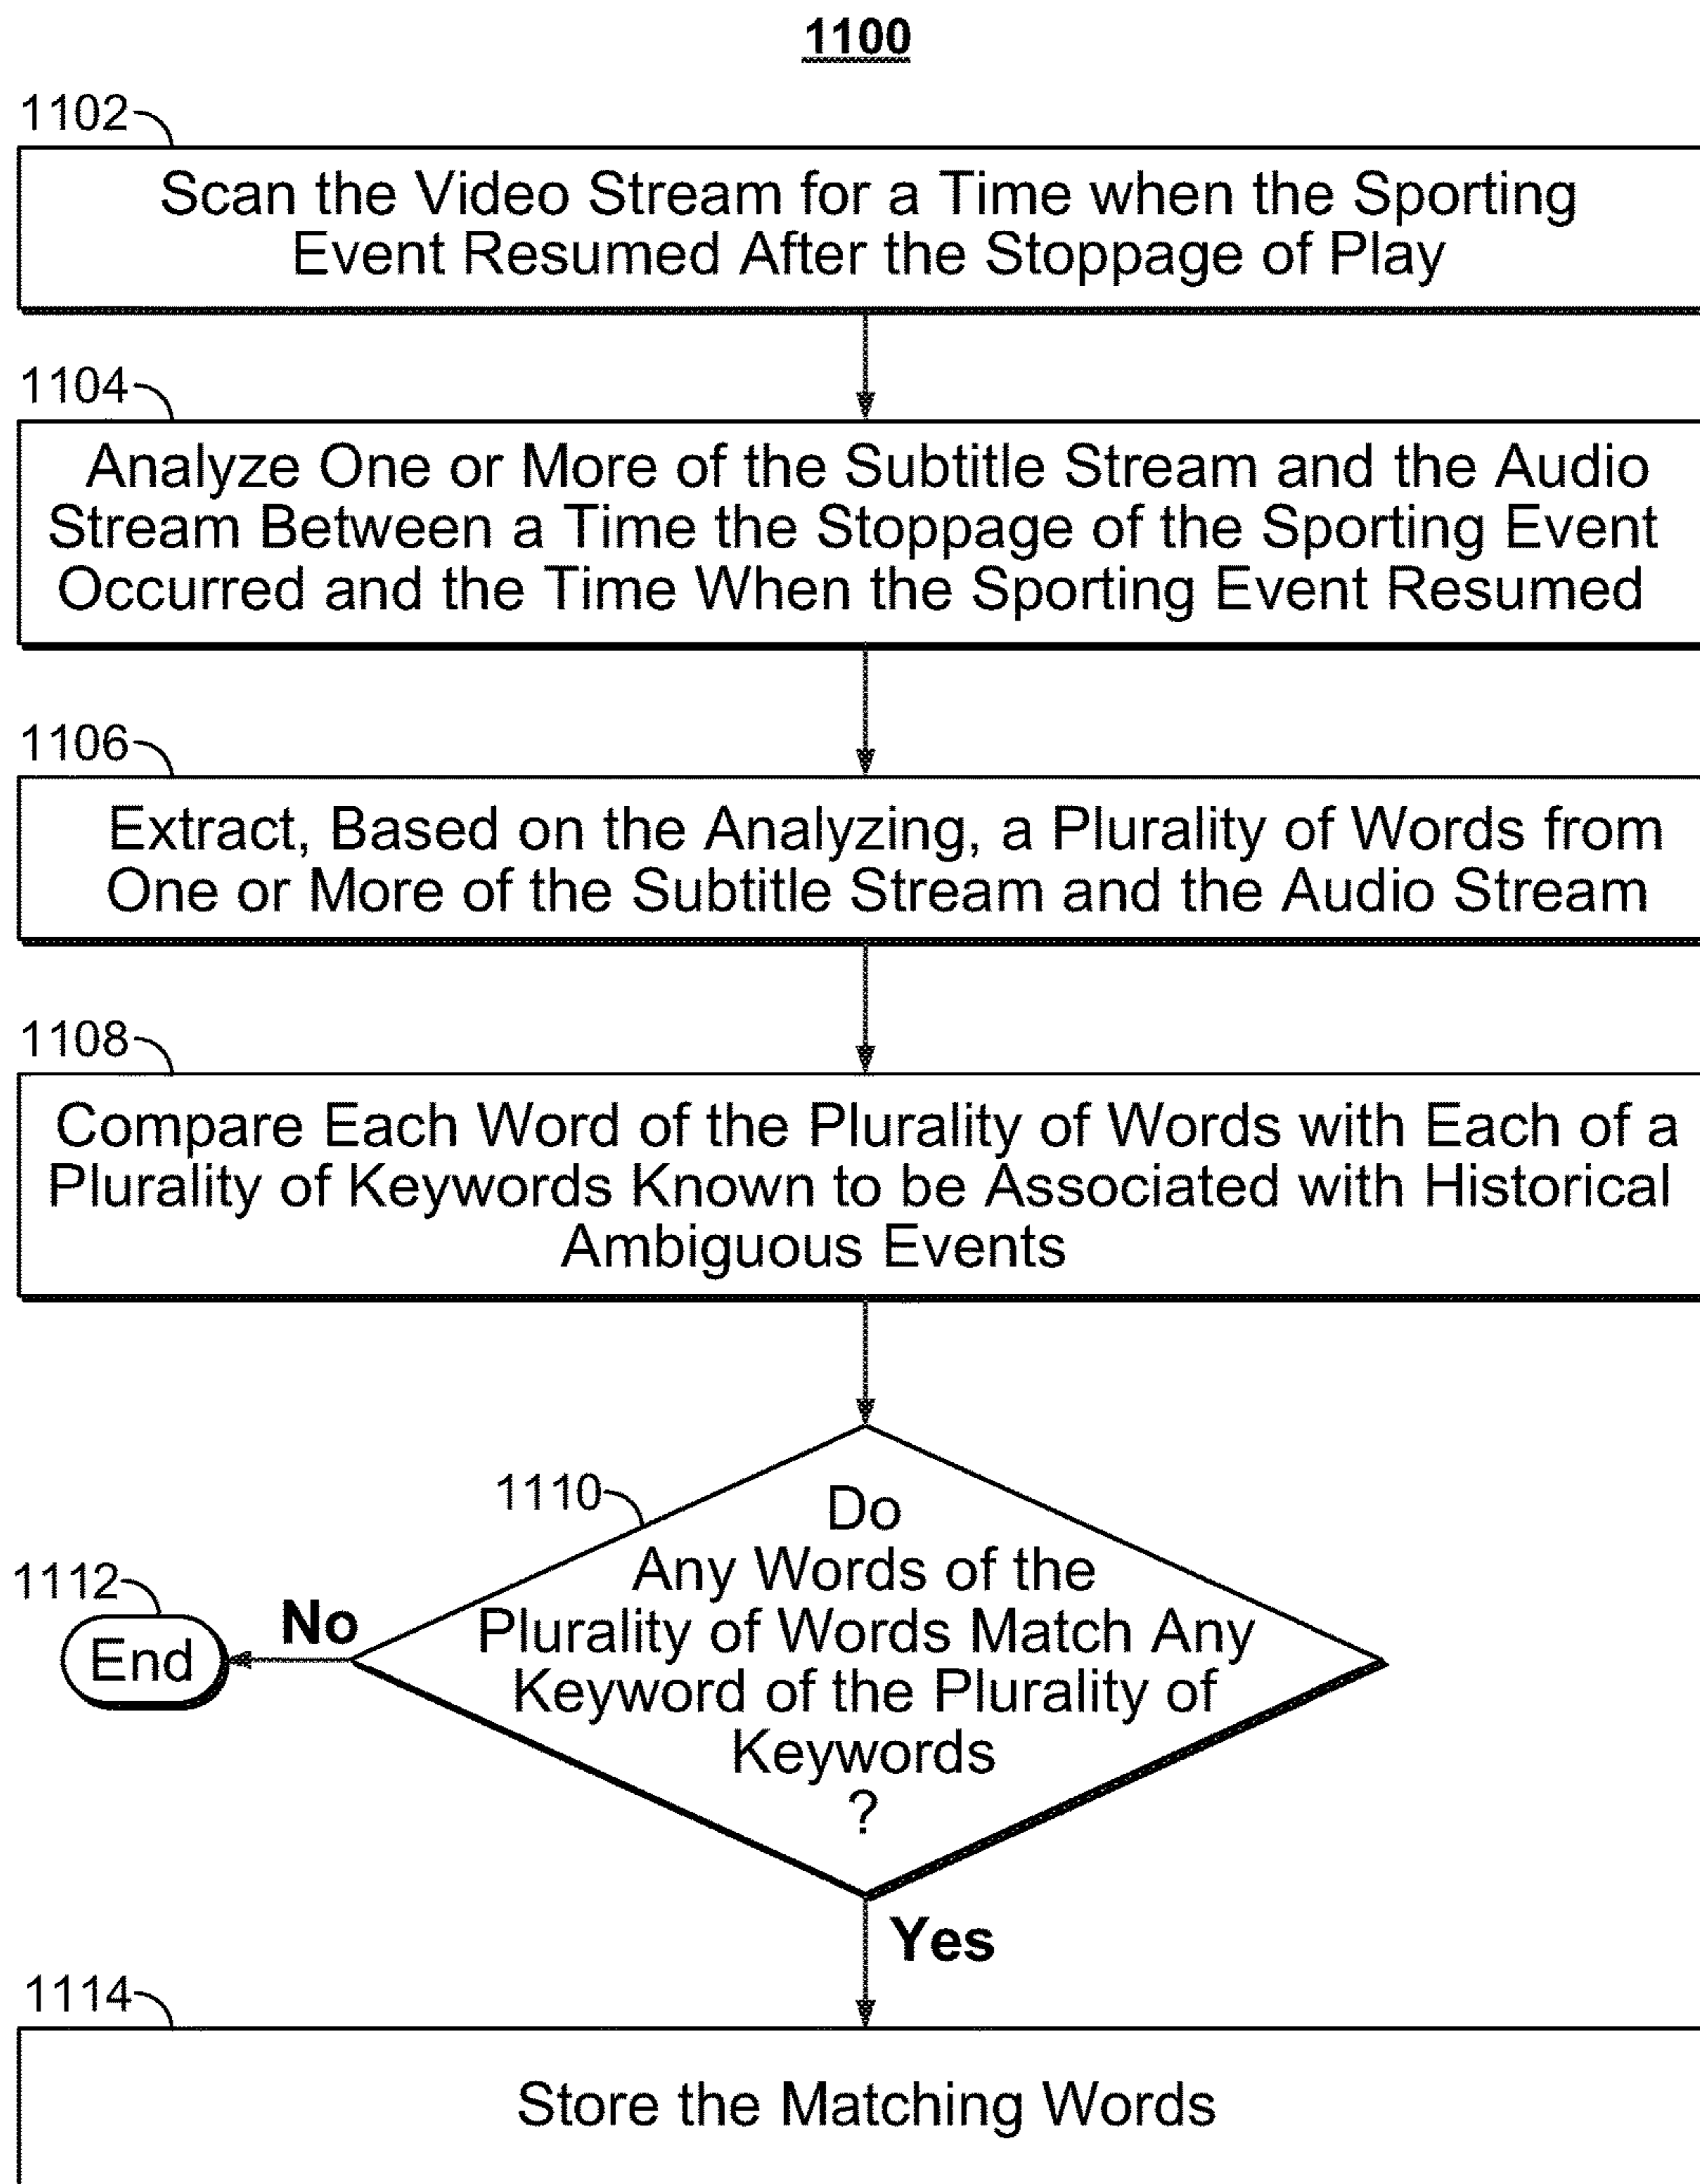 1100
1102
Scan the Video Stream for a Time when the Sporting
Event Resumed After the Stoppage of Play
1104
Analyze One or More of the Subtitle Stream and the Audio
Stream Between a Time the Stoppage of the Sporting Event
Occurred and the Time When the Sporting Event Resumed
1106
Extract, Based on the Analyzing, a Plurality of Words from
One or More of the Subtitle Stream and the Audio Stream
1108
Compare Each Word of the Plurality of Words with Each of a
Plurality of Keywords Known to be Associated with Historical
Ambiguous Events
1110
Do
Any Words of the
Plurality of Words Match Any
Keyword of the Plurality of
Keywords
?
1112
No
End
Yes
1114
Store the Matching Words